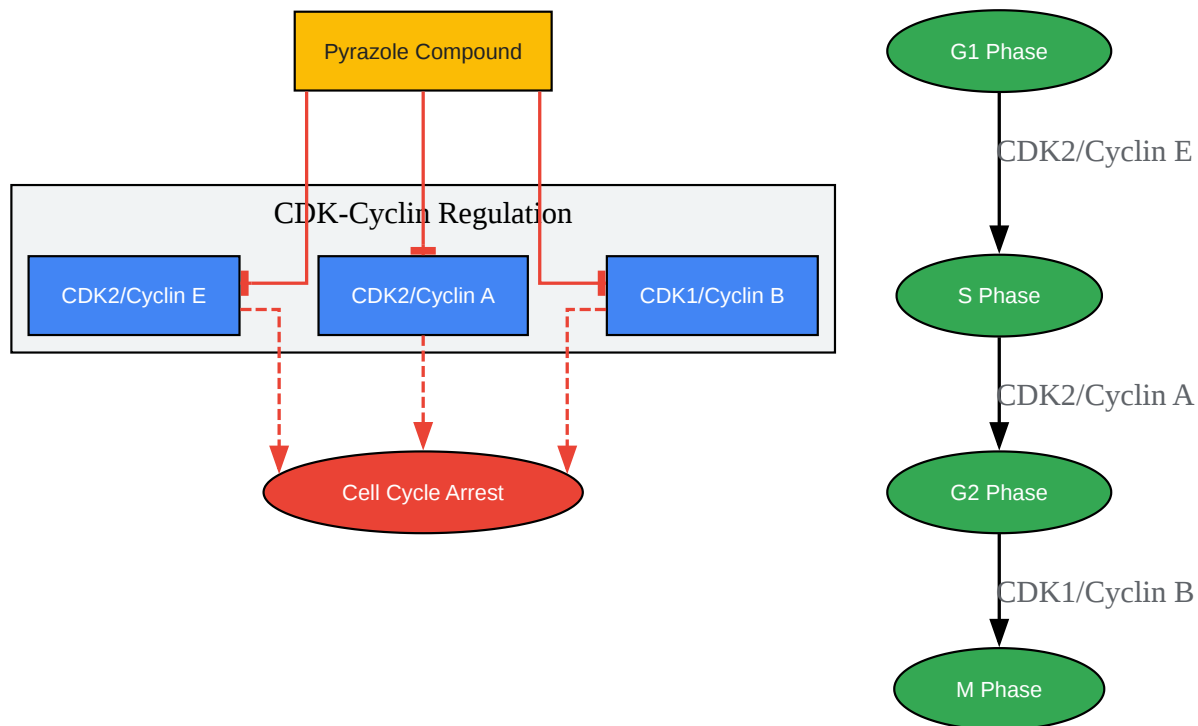 Pyrazole Compound
CDK-Cyclin Regulation
CDK2/Cyclin E
CDK2/Cyclin A
CDK1/Cyclin B
Cell Cycle Arrest
G1 Phase
CDK2/Cyclin E
S Phase
CDK2/Cyclin A
G2 Phase
CDK1/Cyclin B
M Phase